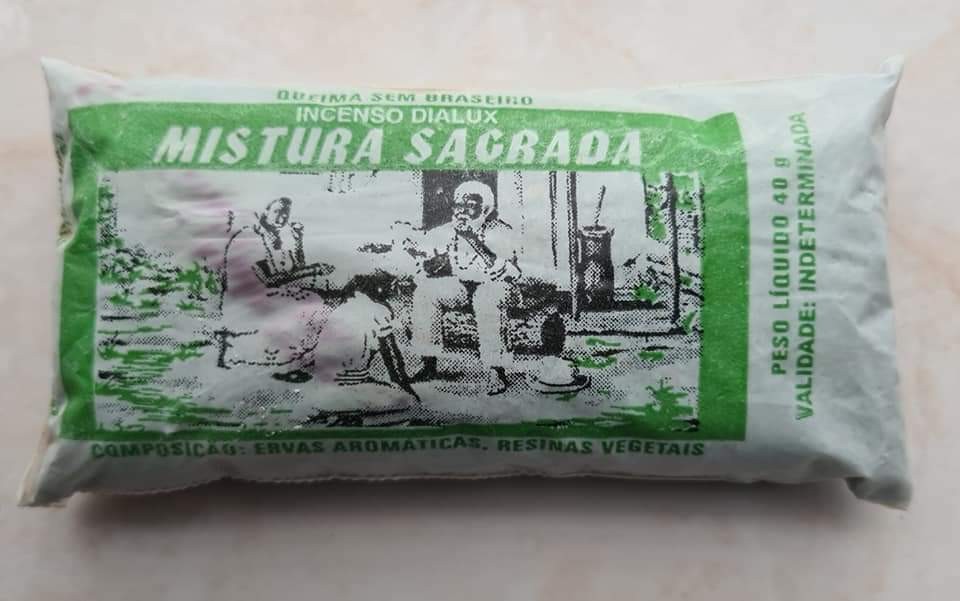 QUEIMA SEM BRASEIRO
INCENSO DIALUX
MISTURA SAGRADA
COMPOSIÇÃO: ERVAS AROMÁTICAS, RESINAS VEGETAIS
PESO LÍQUIDO 40 g
VALIDADE: INDETERMINADA